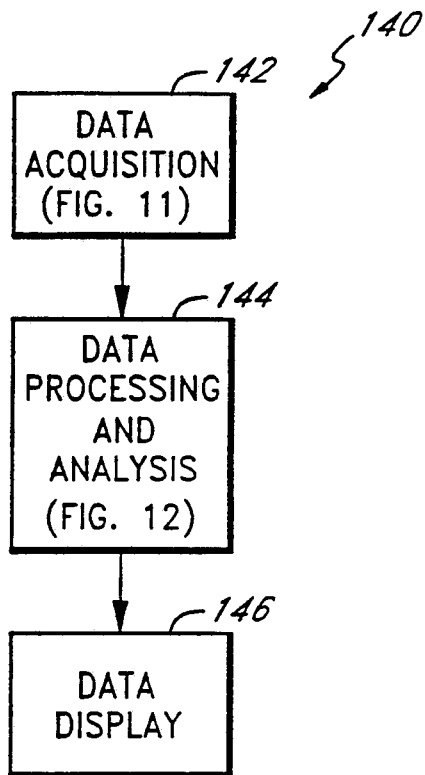 140
142
DATA
ACQUISITION
(FIG. 11)
144
DATA
PROCESSING
AND
ANALYSIS
(FIG. 12)
146
DATA
DISPLAY